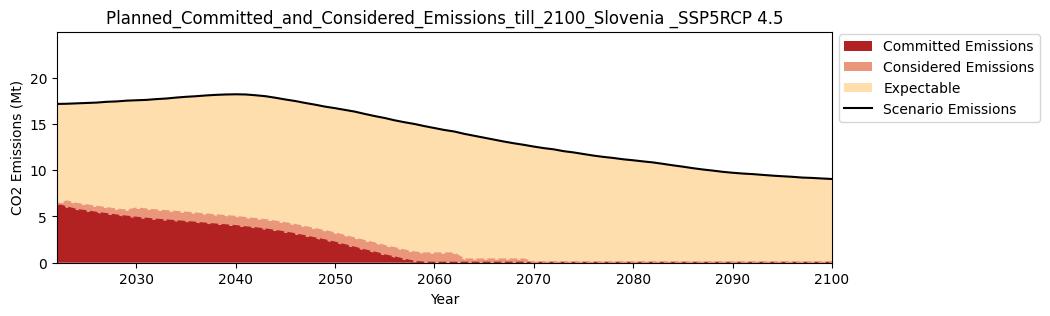 Planned_Committed_and_Considered_Emissions_till_2100_Slovenia _SSP5RCP 4.5
CO2 Emissions (Mt)
20
15
10
5
0
2030 2040 2050 2060 2070 2080 2090 2100
Year
Committed Emissions
Considered Emissions
Expectable
Scenario Emissions